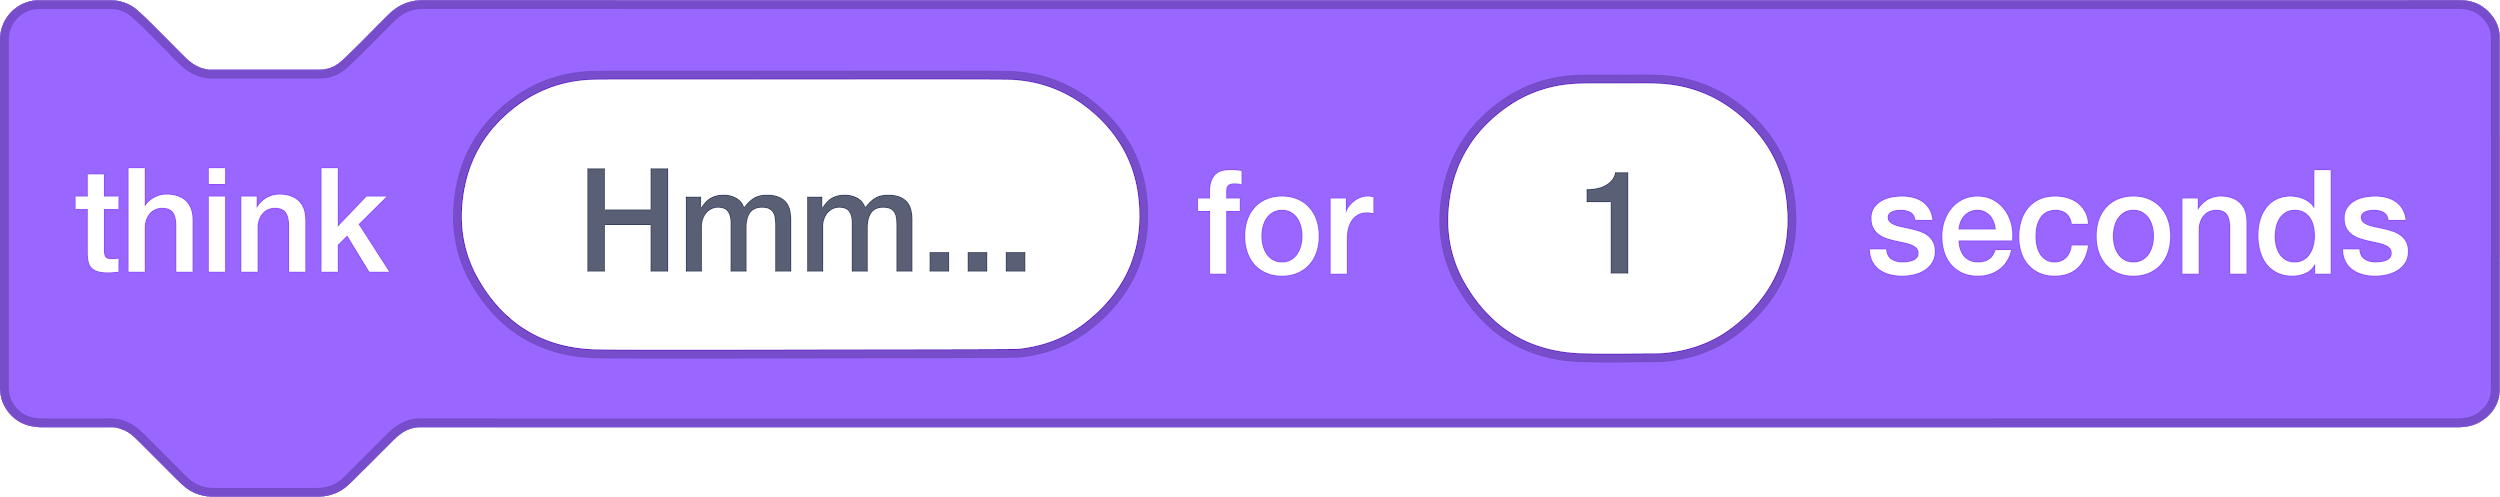 think Hmm... for 1 seconds